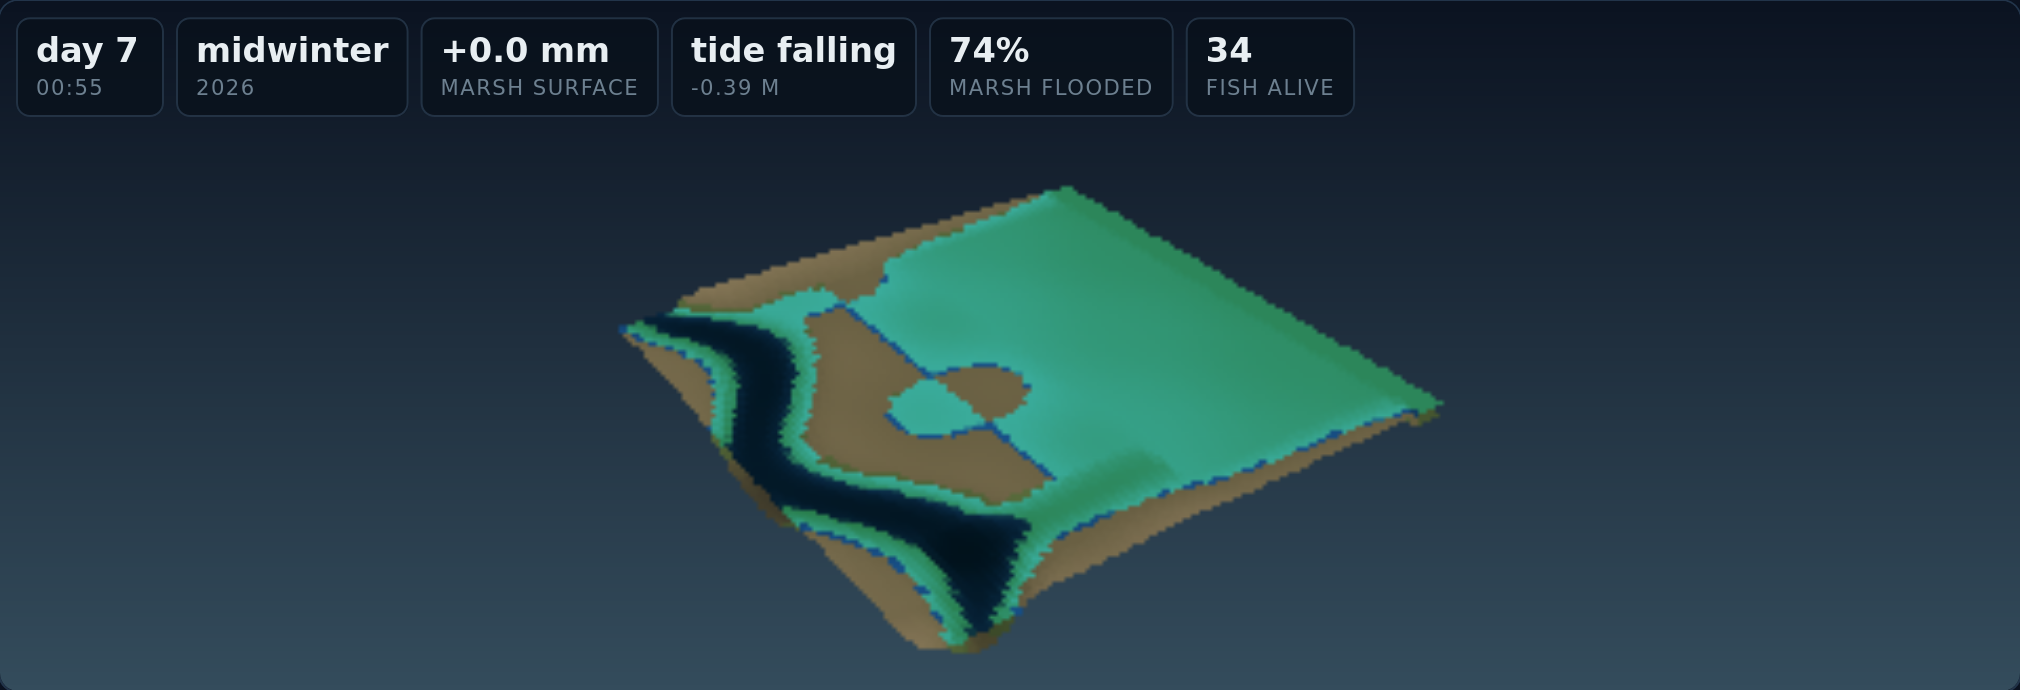 day 7
00:55
midwinter
2026
+0.0 mm
MARSH SURFACE
tide falling
-0.39 M
74%
MARSH FLOODED
34
FISH ALIVE